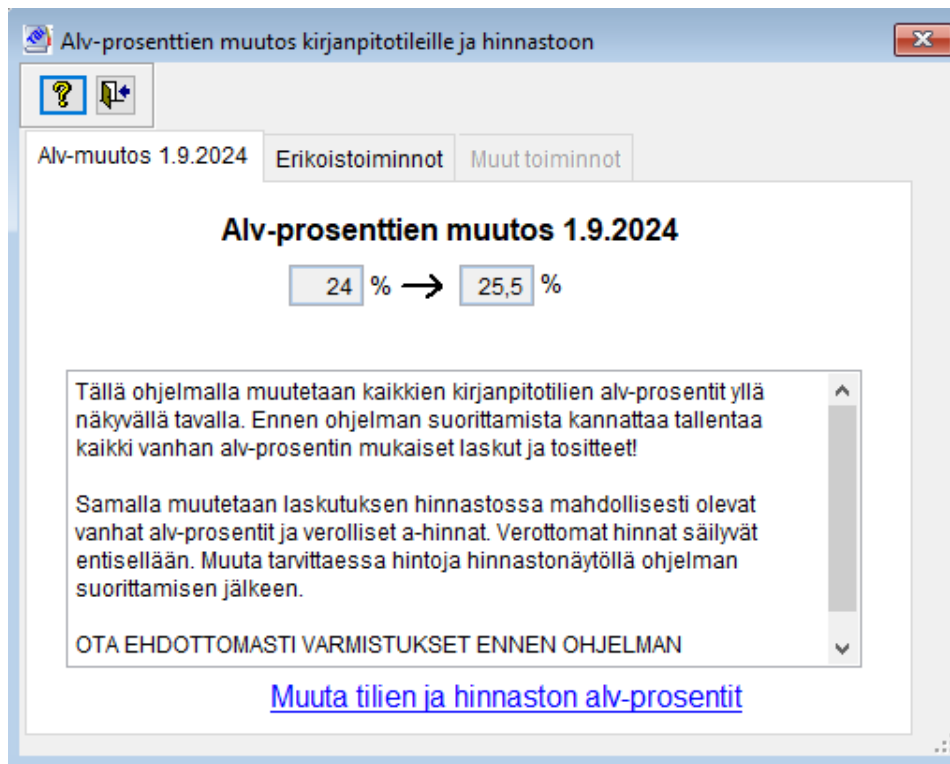 Alv-prosenttien muutos kirjanpitotileille ja hinnastoon
Alv-muutos 1.9.2024 Erikoistoiminnot Muut toiminnot
Alv-prosenttien muutos 1.9.2024
24 % → 25,5 %
Tällä ohjelmalla muutetaan kaikkien kirjanpitotilien alv-prosentit yllä
näkyvällä tavalla. Ennen ohjelman suorittamista kannattaa tallentaa
kaikki vanhan alv-prosentin mukaiset laskut ja tositteet!
Samalla muutetaan laskutuksen hinnastossa mahdollisesti olevat
vanhat alv-prosentit ja verolliset a-hinnat. Verottomat hinnat säilyvät
entisellään. Muuta tarvittaessa hintoja hinnastonäytöllä ohjelman
suorittamisen jälkeen.
OTA EHDOTTOMASTI VARMISTUKSET ENNEN OHJELMAN
Muuta tilien ja hinnaston alv-prosentit